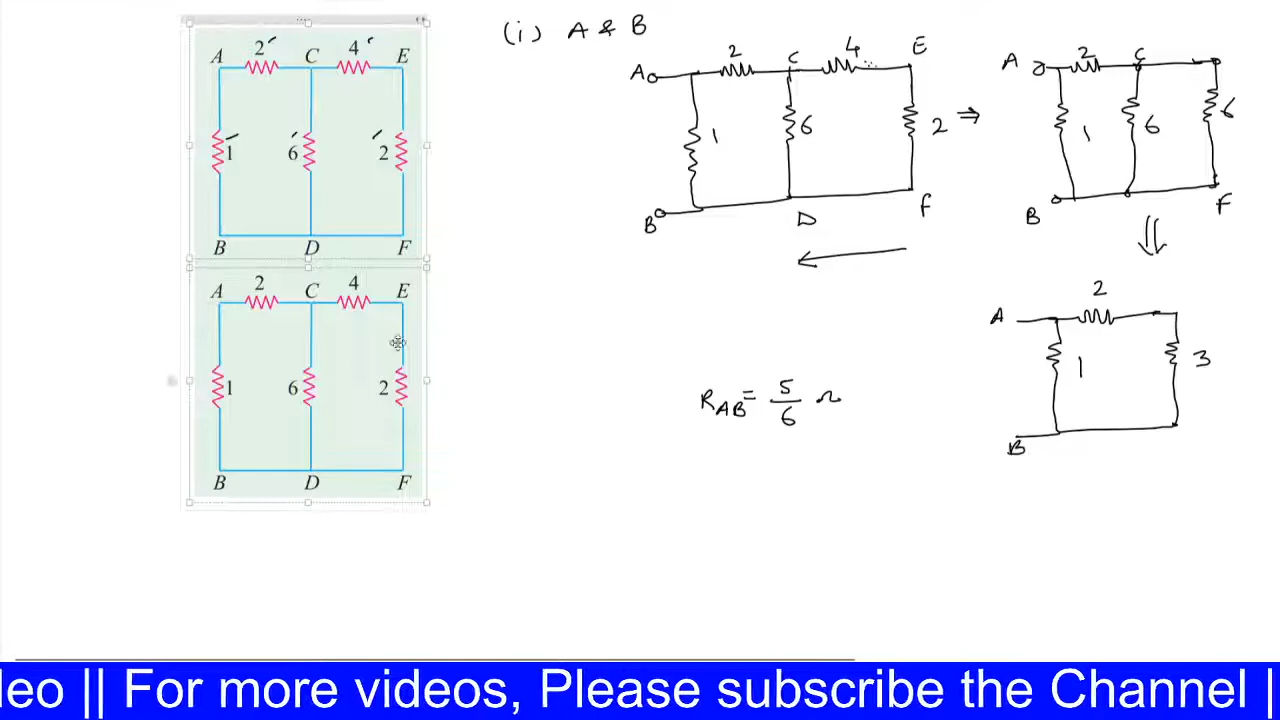 (i) A & B
2 4
A C E
1 6 2
B D F
2 4
A C E
1 6 2
B D F
A 2 C 4 E
1 6 2 ⇒
B D F
A 2 C
1 6 6
B F
⇓
2
A
1 3
B
R_AB = 5/6 Ω
leo || For more videos, Please subscribe the Channel |